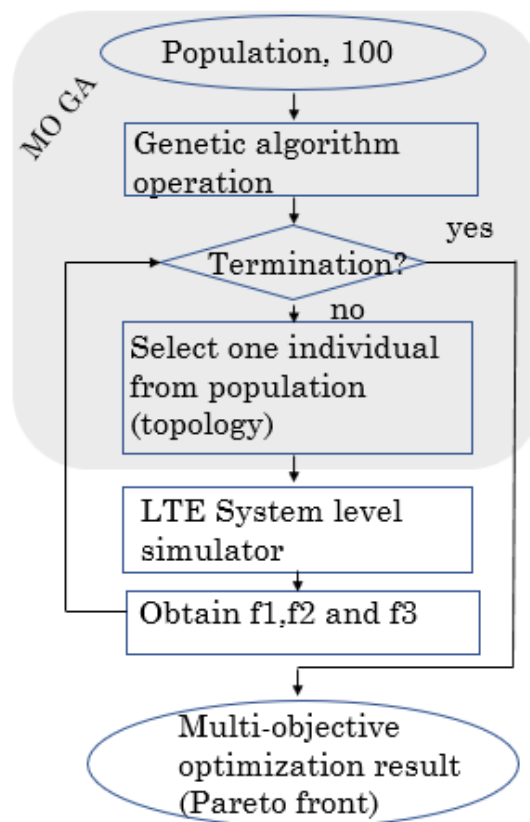 Population, 100
MO GA
Genetic algorithm
operation
yes
Termination?
no
Select one individual
from population
(topology)
LTE System level
simulator
Obtain f1,f2 and f3
Multi-objective
optimization result
(Pareto front)